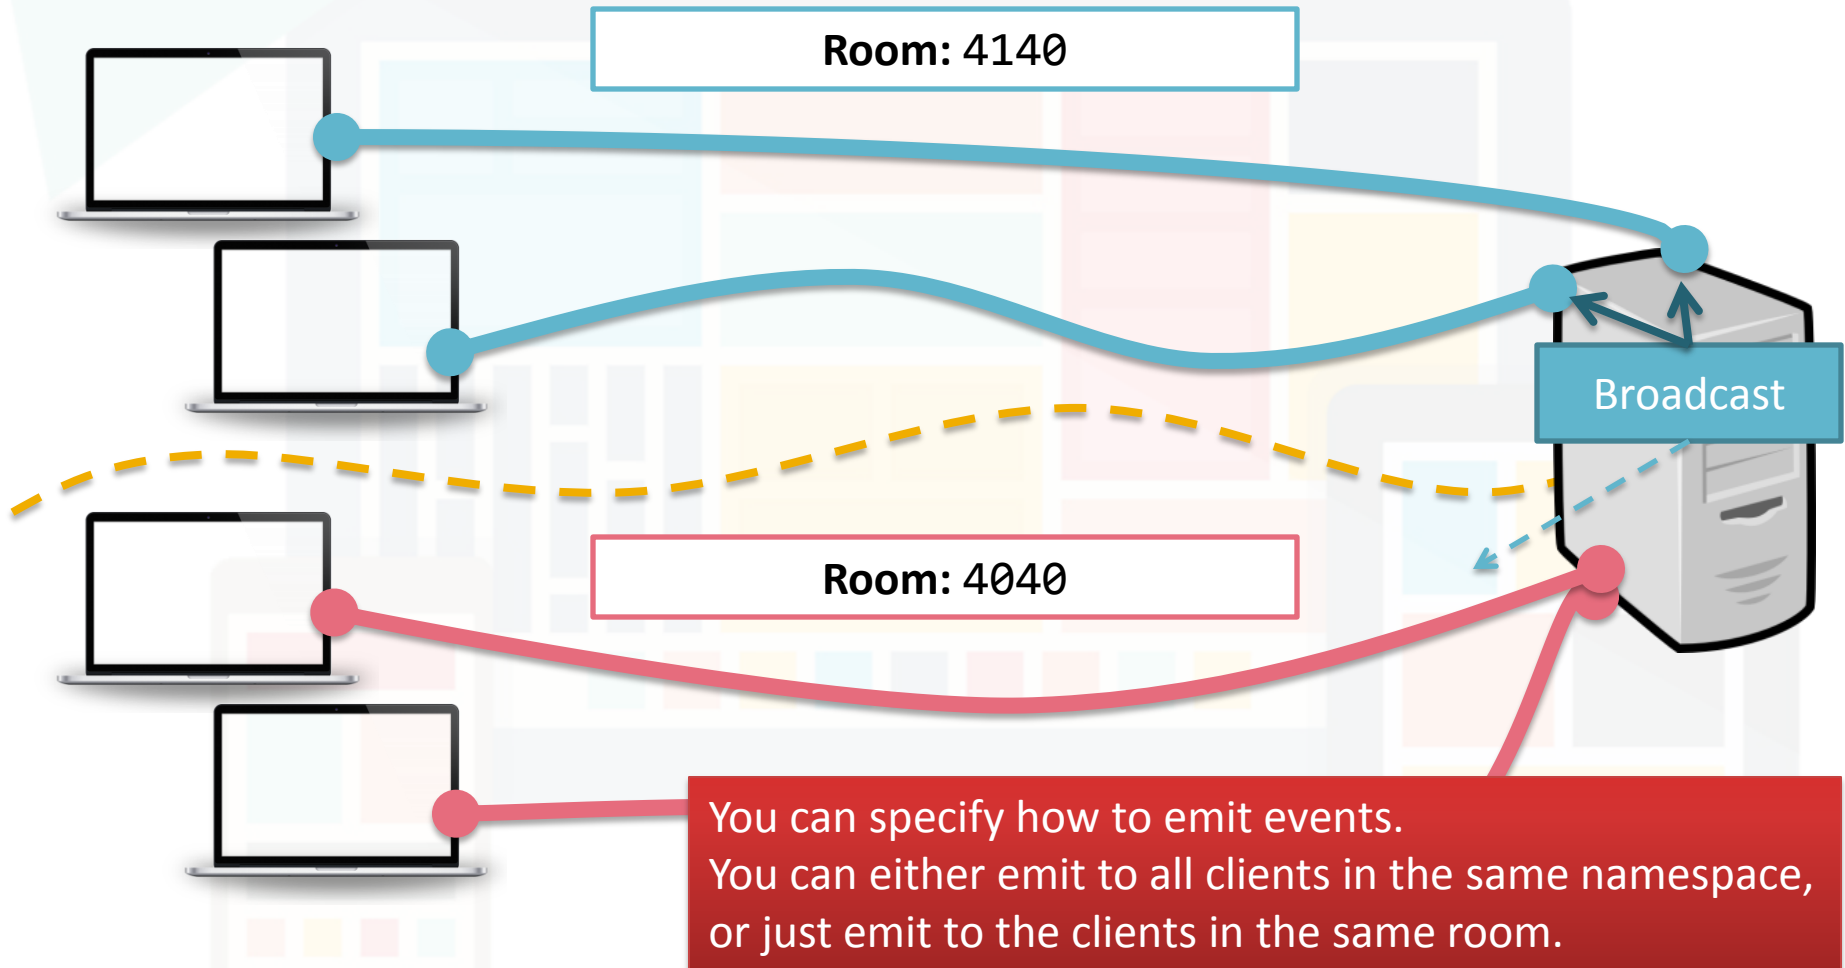 Room: 4140
Broadcast
Room: 4040
You can specify how to emit events.
You can either emit to all clients in the same namespace,
or just emit to the clients in the same room.